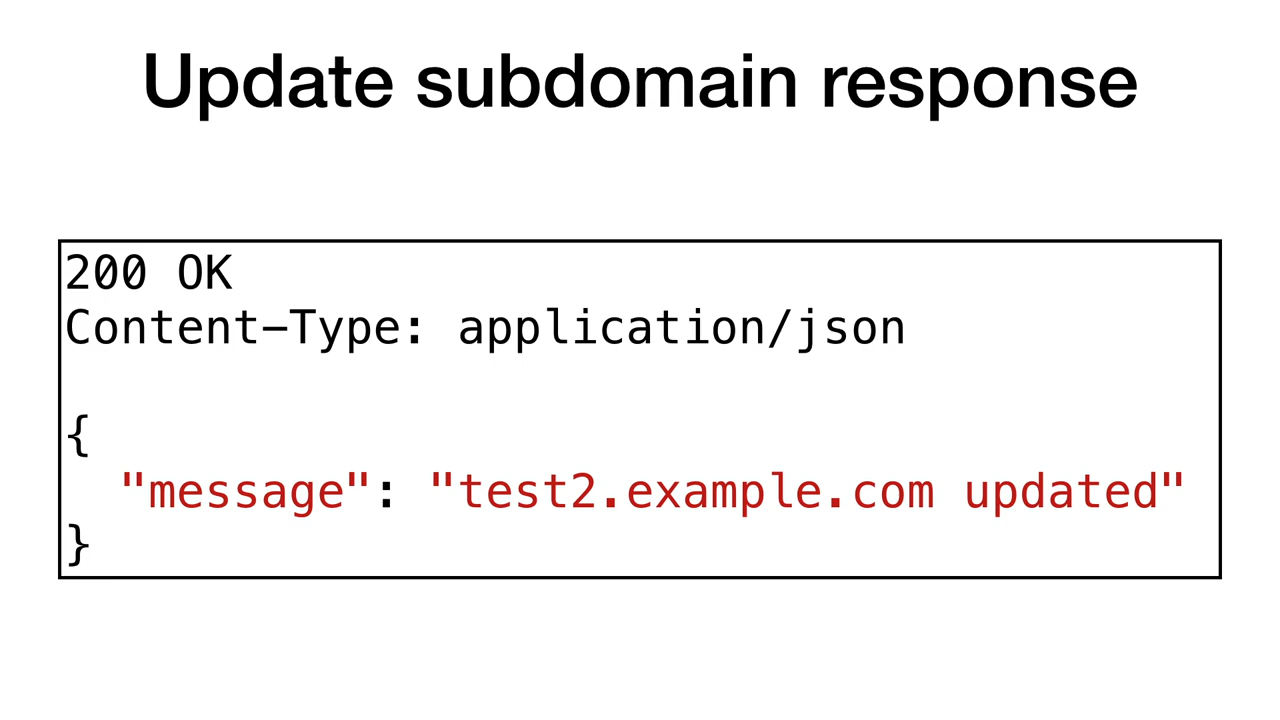 Update subdomain response
200 OK
Content-Type: application/json
{
"message": "test2.example.com updated"
}